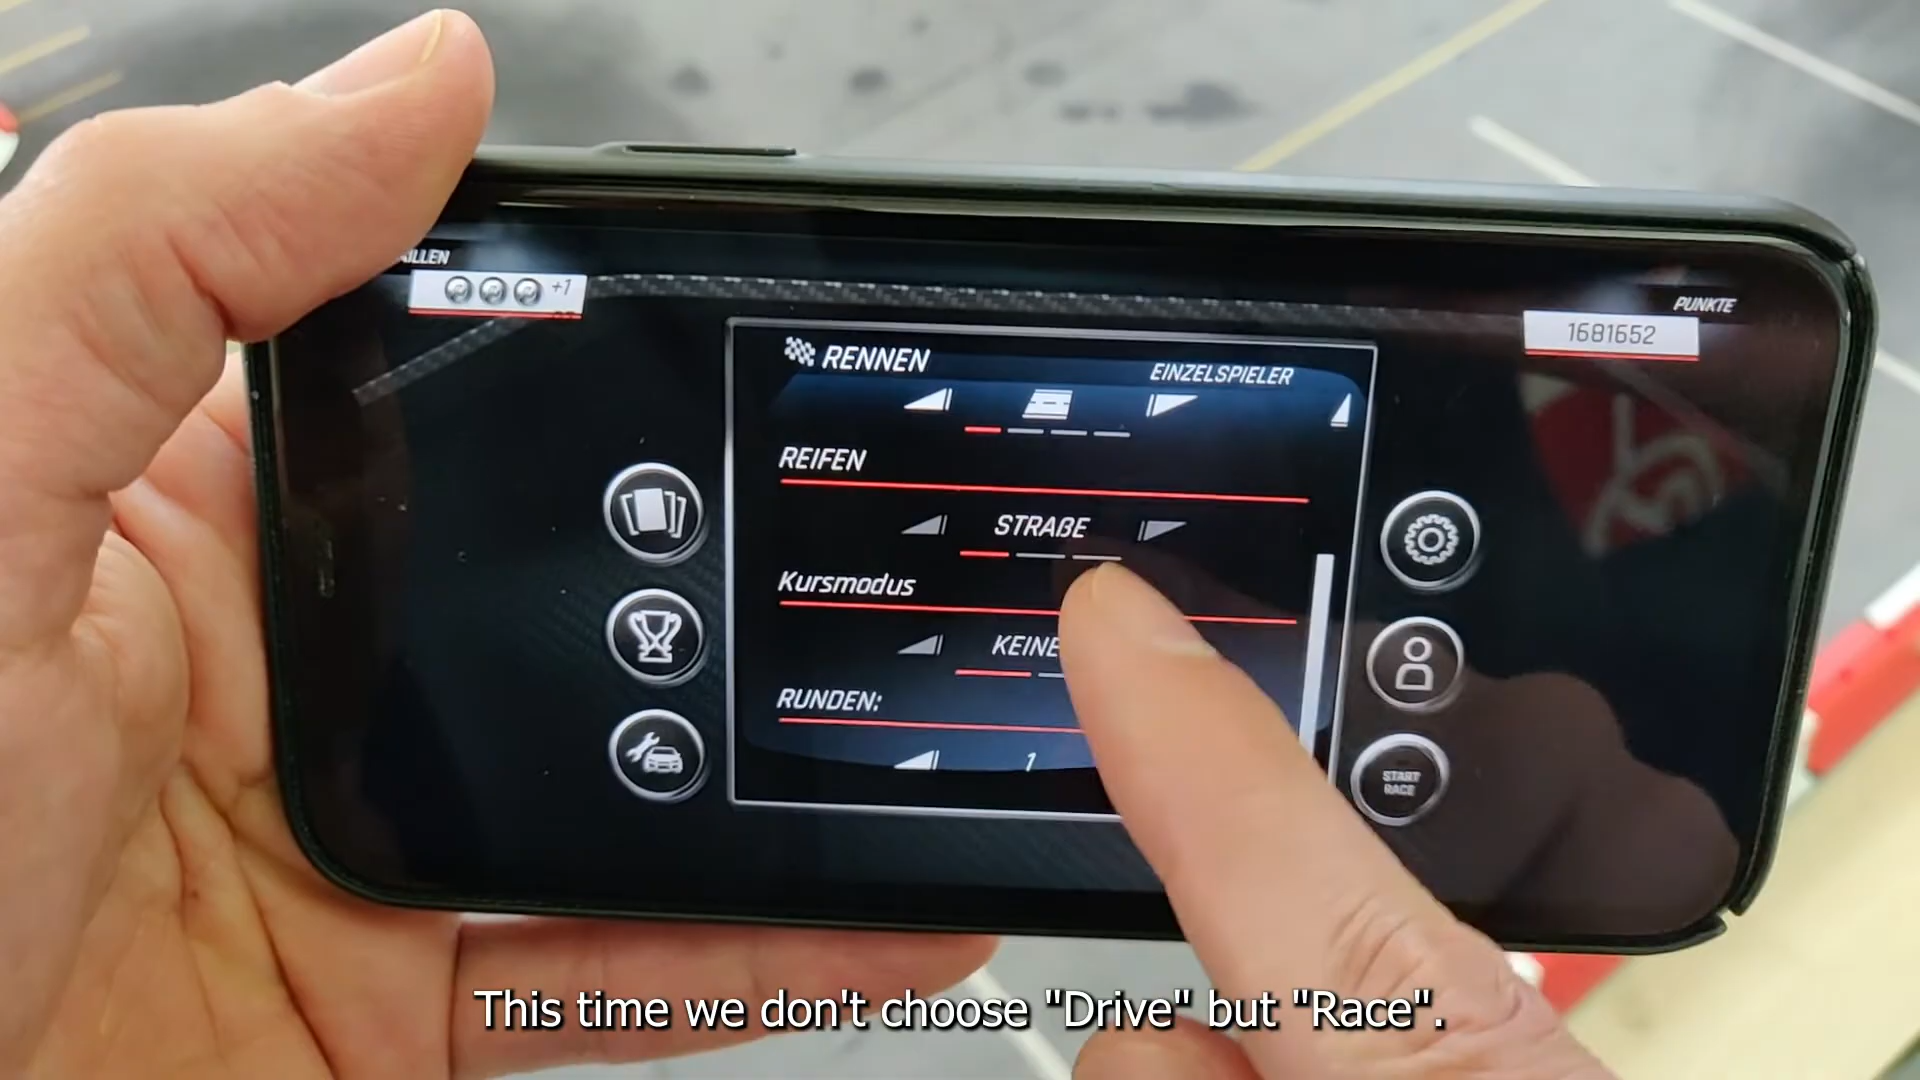 +1
PUNKTE
1681652
RENNEN
EINZELSPIELER
REIFEN
STRAßE
Kursmodus
KEINE
RUNDEN:
1
START
RACE
This time we don't choose "Drive" but "Race".